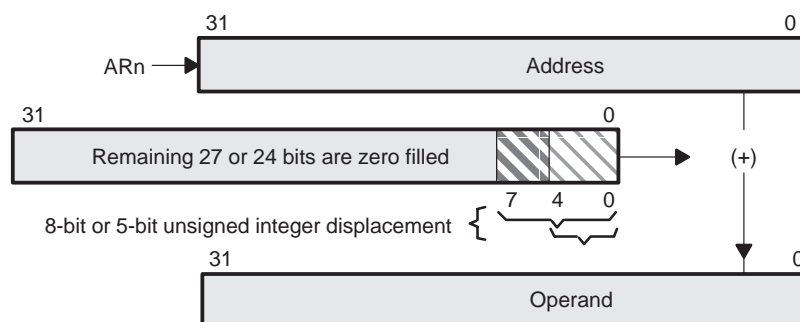 31 0
ARn Address
31 0
Remaining 27 or 24 bits are zero filled (+)
7 4 0
8-bit or 5-bit unsigned integer displacement
31 0
Operand